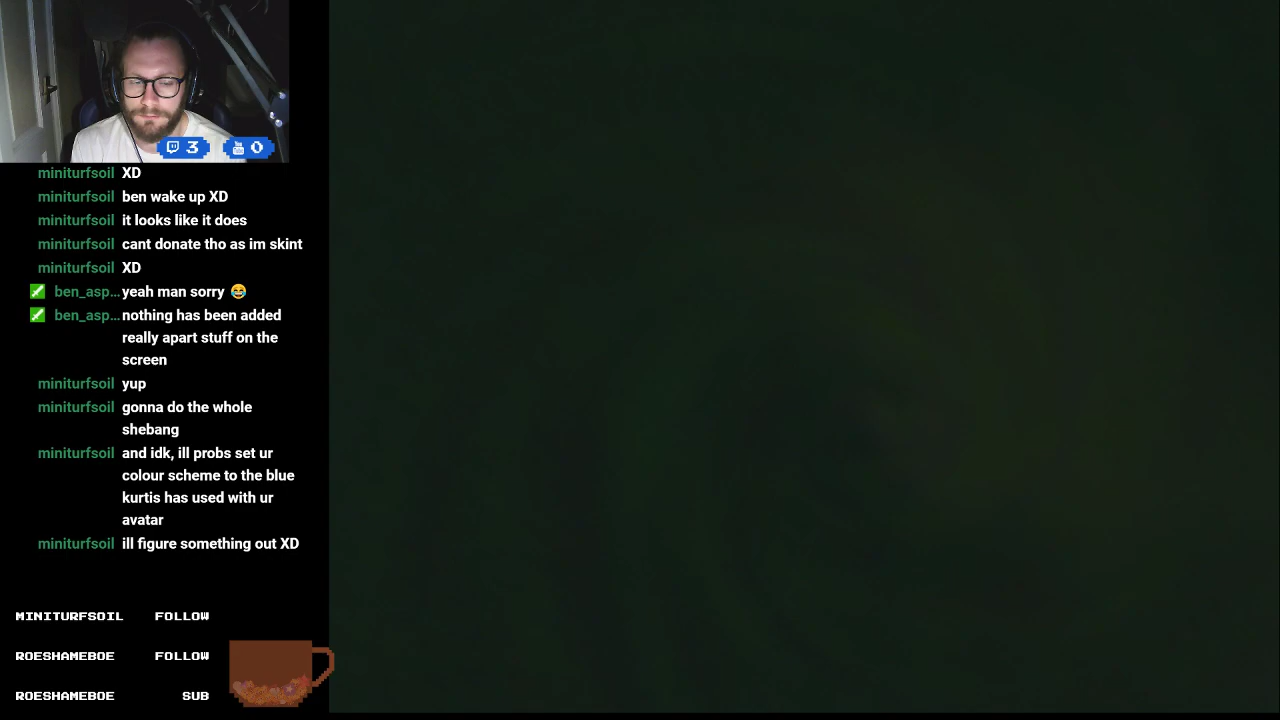 3 0
miniturfsoil XD
miniturfsoil ben wake up XD
miniturfsoil it looks like it does
miniturfsoil cant donate tho as im skint
miniturfsoil XD
ben_asp… yeah man sorry 😂
ben_asp… nothing has been added
really apart stuff on the
screen
miniturfsoil yup
miniturfsoil gonna do the whole
shebang
miniturfsoil and idk, ill probs set ur
colour scheme to the blue
kurtis has used with ur
avatar
miniturfsoil ill figure something out XD
MINITURFSOIL FOLLOW
ROESHAMEBOE FOLLOW
ROESHAMEBOE SUB